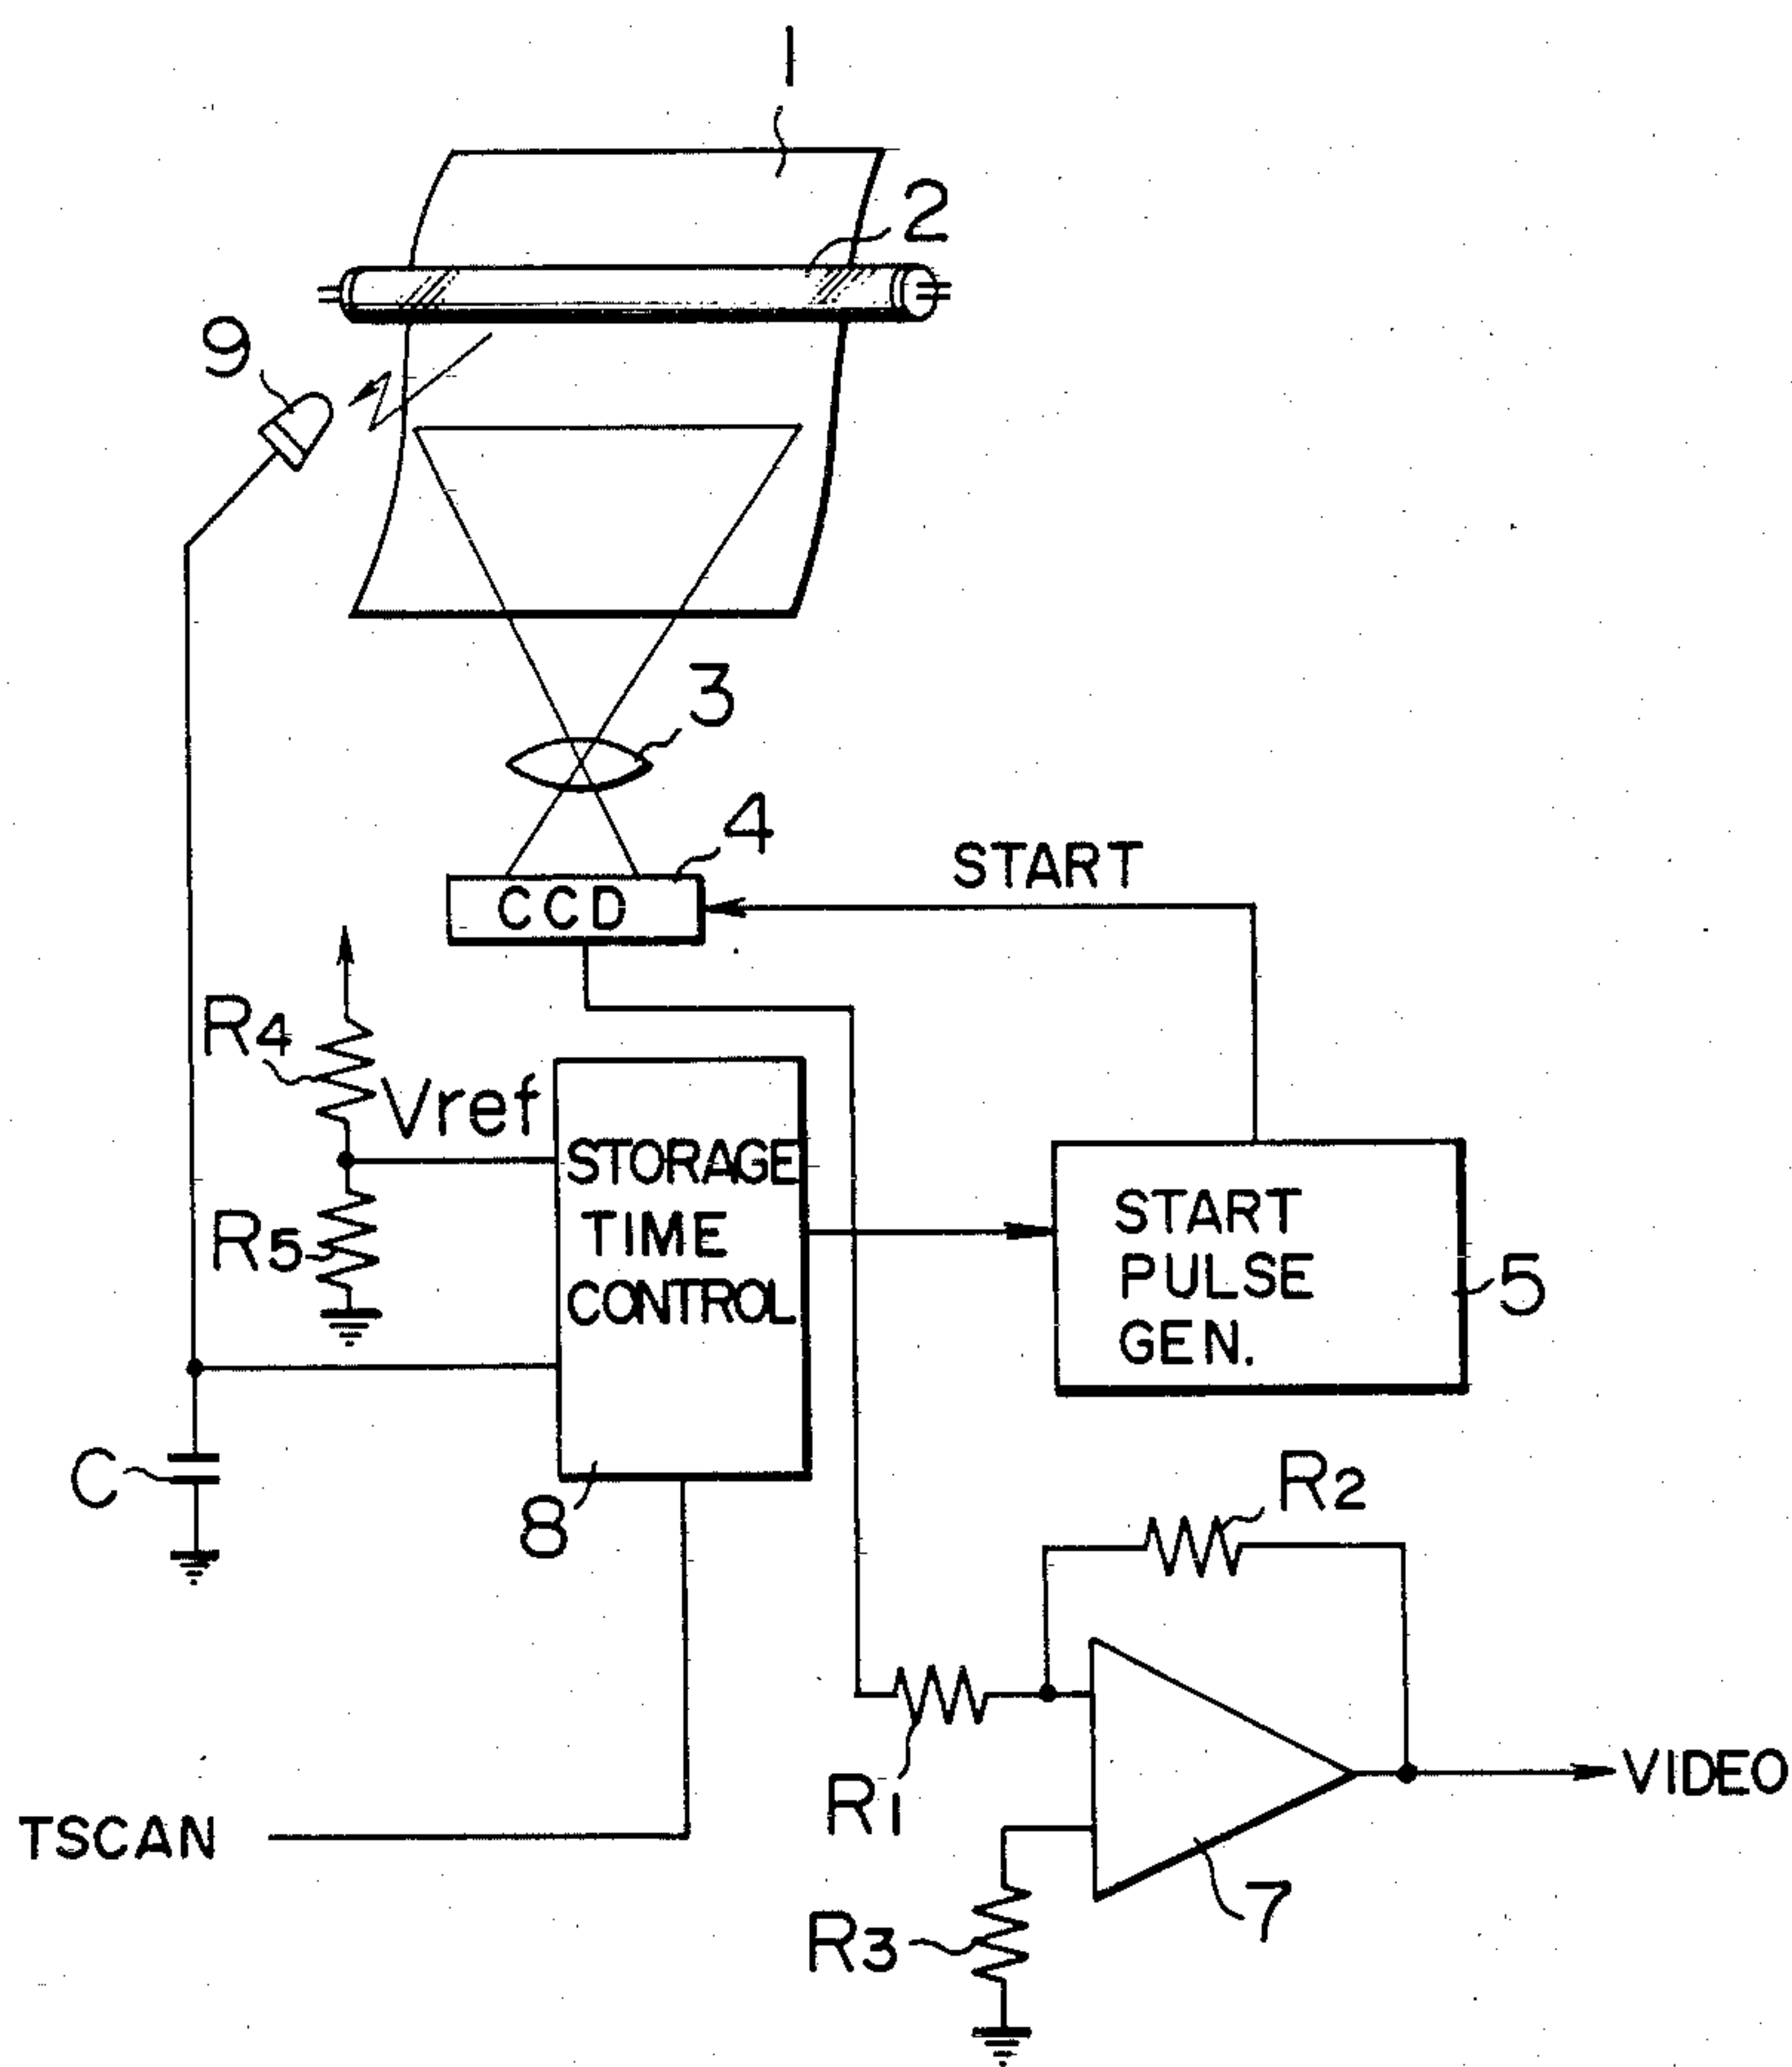 1
2
9
3
4
START
CCD
R4
Vref
STORAGE
TIME
CONTROL
R5
START
PULSE
GEN.
5
C
8
R2
R1
VIDEO
TSCAN
7
R3